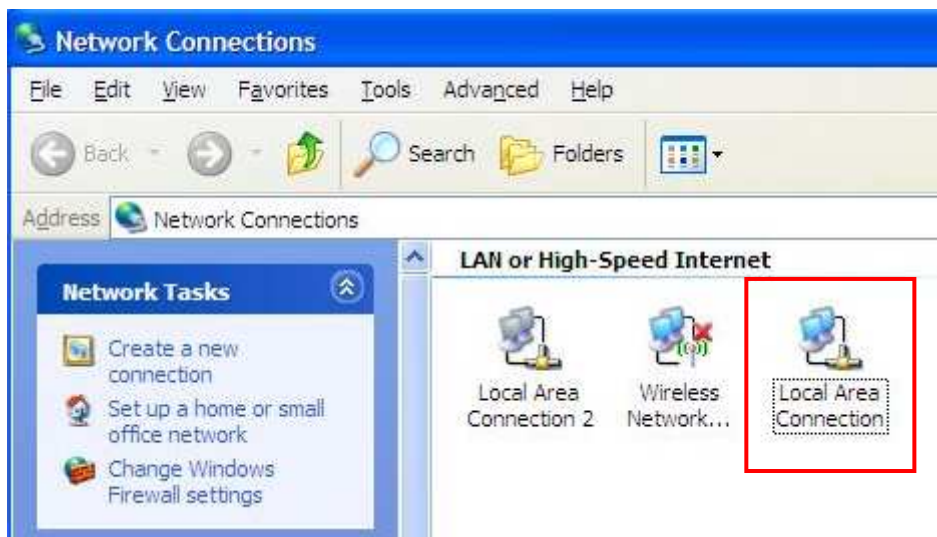 Network Connections
File Edit View Favorites Tools Advanced Help
Back Search Folders
Address Network Connections
Network Tasks
Create a new
connection
Set up a home or small
office network
Change Windows
Firewall settings
LAN or High-Speed Internet
Local Area
Connection 2
Wireless
Network...
Local Area
Connection